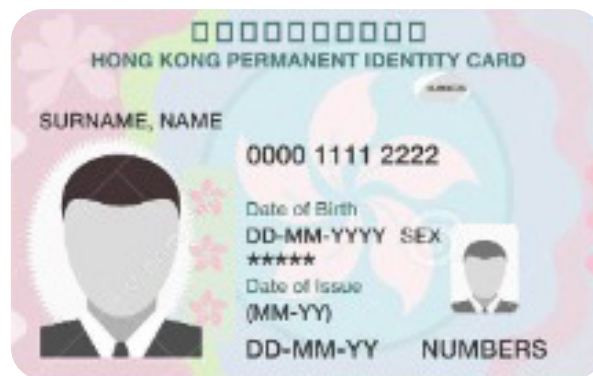 HONG KONG PERMANENT IDENTITY CARD
SURNAME, NAME
0000 1111 2222
Date of Birth
DD-MM-YYYY SEX
*****
Date of Issue
(MM-YY)
DD-MM-YY NUMBERS